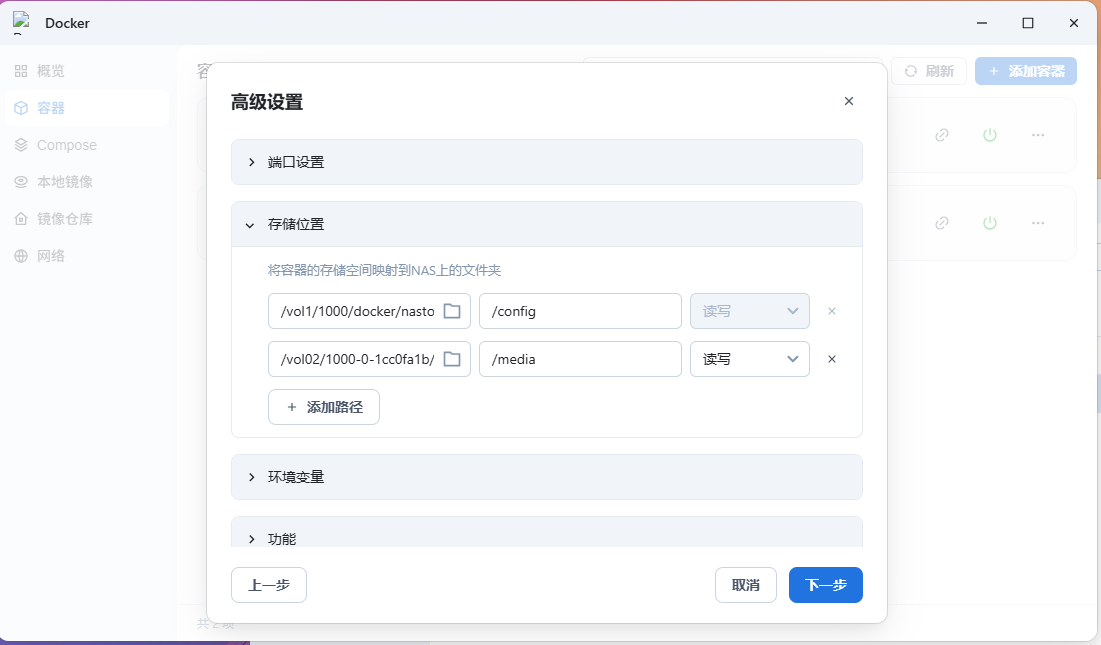 Docker
概览
容器
Compose
本地镜像
镜像仓库
网络
容
刷新
+ 添加容器
高级设置
端口设置
存储位置
将容器的存储空间映射到NAS上的文件夹
/vol1/1000/docker/nasto
/config
读写
/vol02/1000-0-1cc0fa1b/
/media
读写
+ 添加路径
环境变量
功能
上一步
取消
下一步
共 2 项